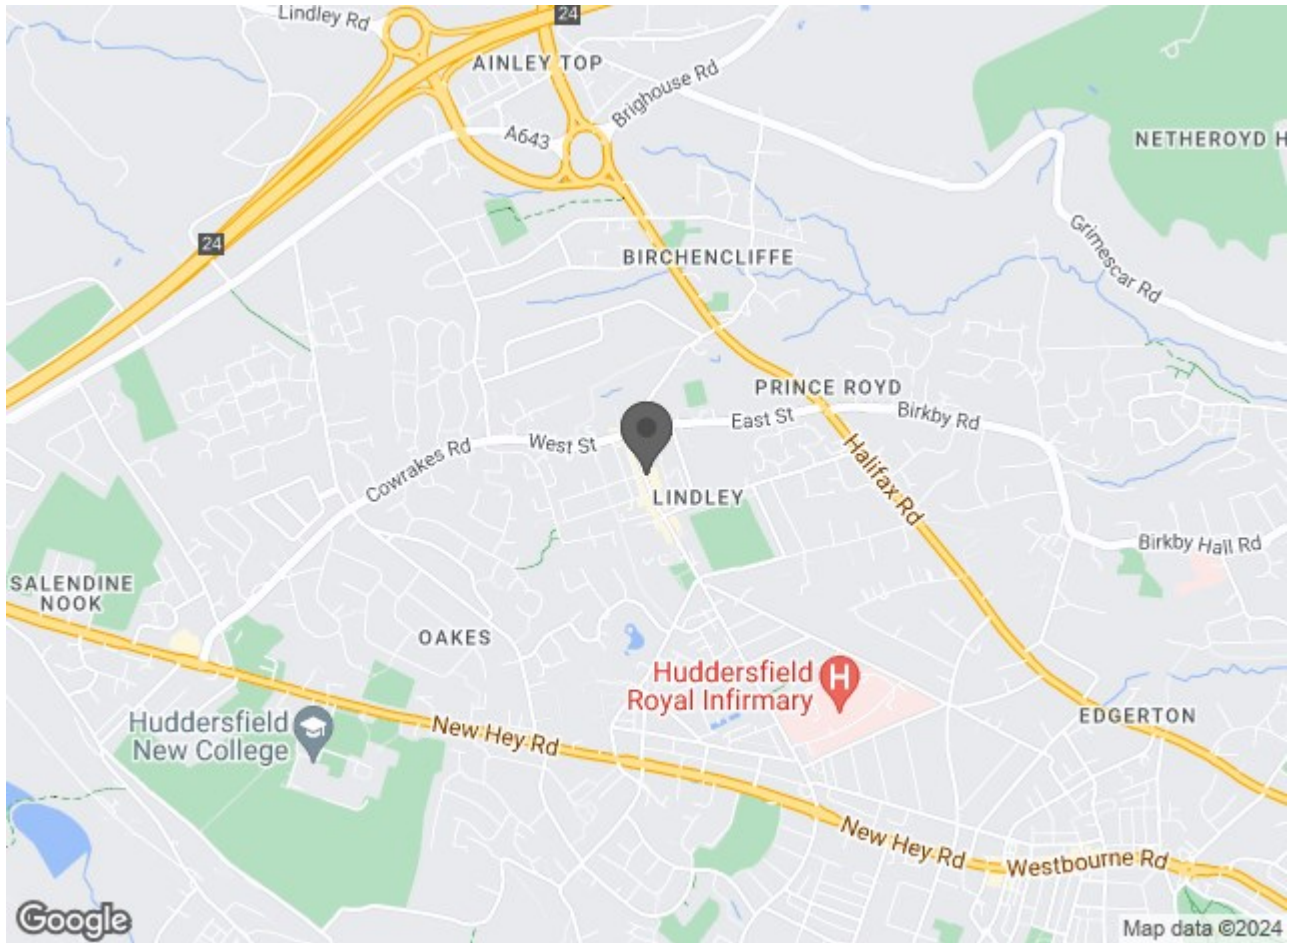 Lindley Rd
24
AINLEY TOP
Brighouse Rd
A643
NETHEROYD H
24
BIRCHENCLIFFE
Grimescar Rd
PRINCE ROYD
East St
Birkby Rd
West St
Cowrakes Rd
Halifax Rd
LINDLEY
Birkby Hall Rd
SALENDINE
NOOK
OAKES
Huddersfield
Royal Infirmary
H
EDGERTON
Huddersfield
New College
New Hey Rd
New Hey Rd
Westbourne Rd
Google
Map data ©2024